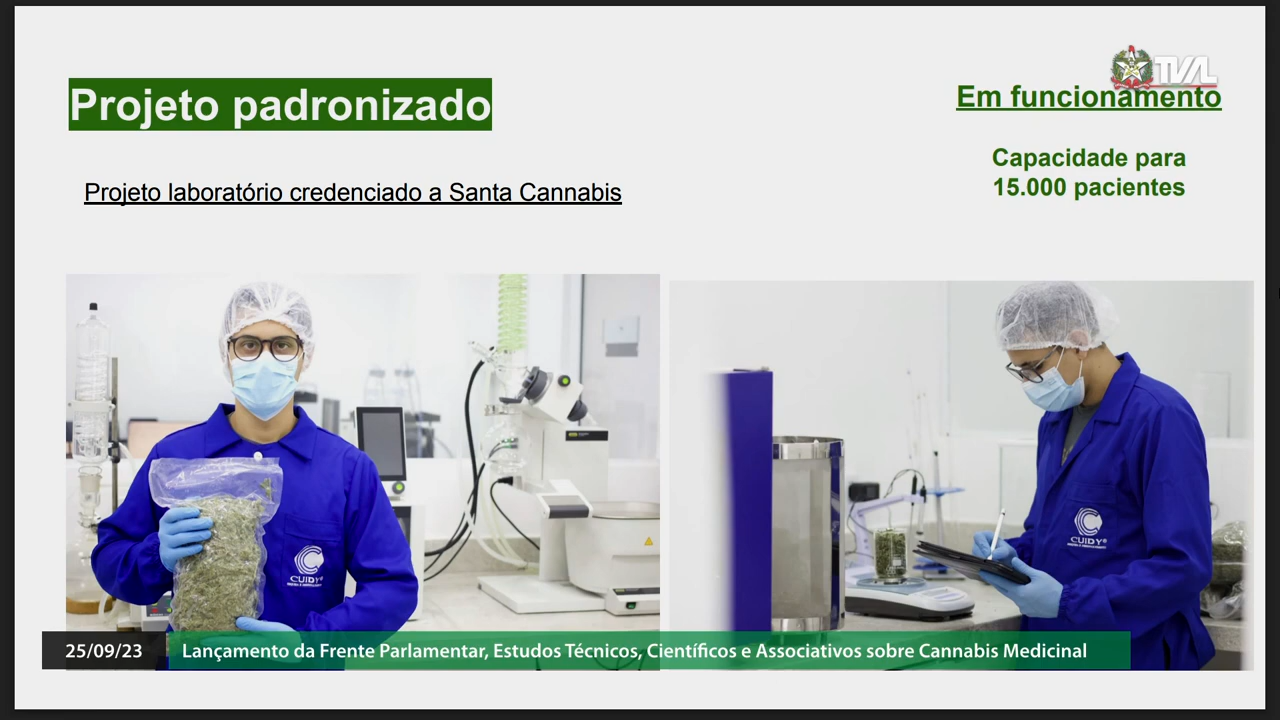 Projeto padronizado
TVAL
Em funcionamento
Capacidade para
15.000 pacientes
Projeto laboratório credenciado a Santa Cannabis
CUIDY
CUIDY
25/09/23
Lançamento da Frente Parlamentar, Estudos Técnicos, Científicos e Associativos sobre Cannabis Medicinal